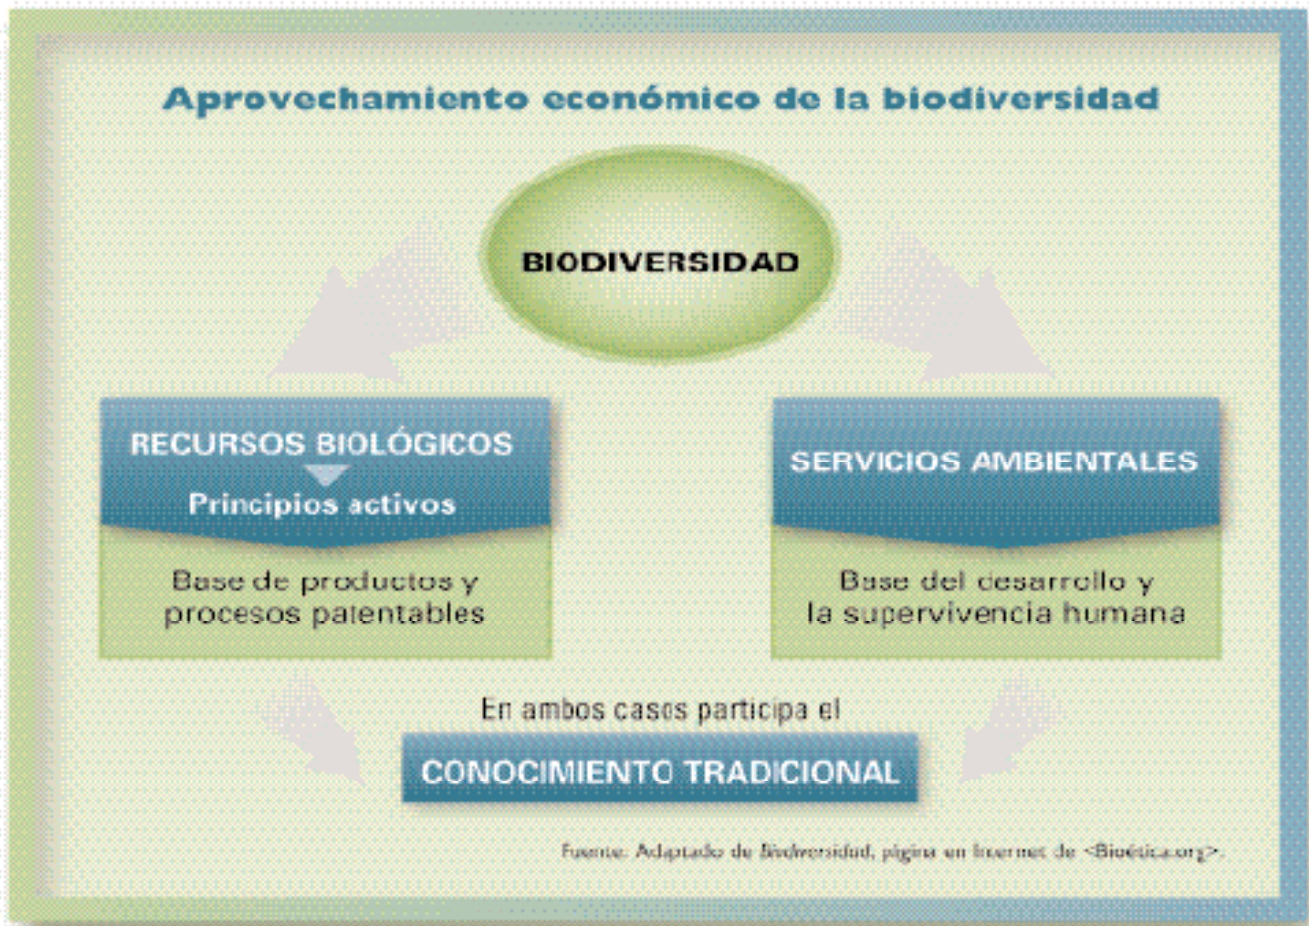 Aprovechamiento económico de la biodiversidad
BIODIVERSIDAD
RECURSOS BIOLÓGICOS
Principios activos
Base de productos y
procesos patentables
SERVICIOS AMBIENTALES
Base del desarrollo y
la supervivencia humana
En ambos casos participa el
CONOCIMIENTO TRADICIONAL
Fuente: Adaptado de Biodiversidad, página en Internet de <Bioética.org>.